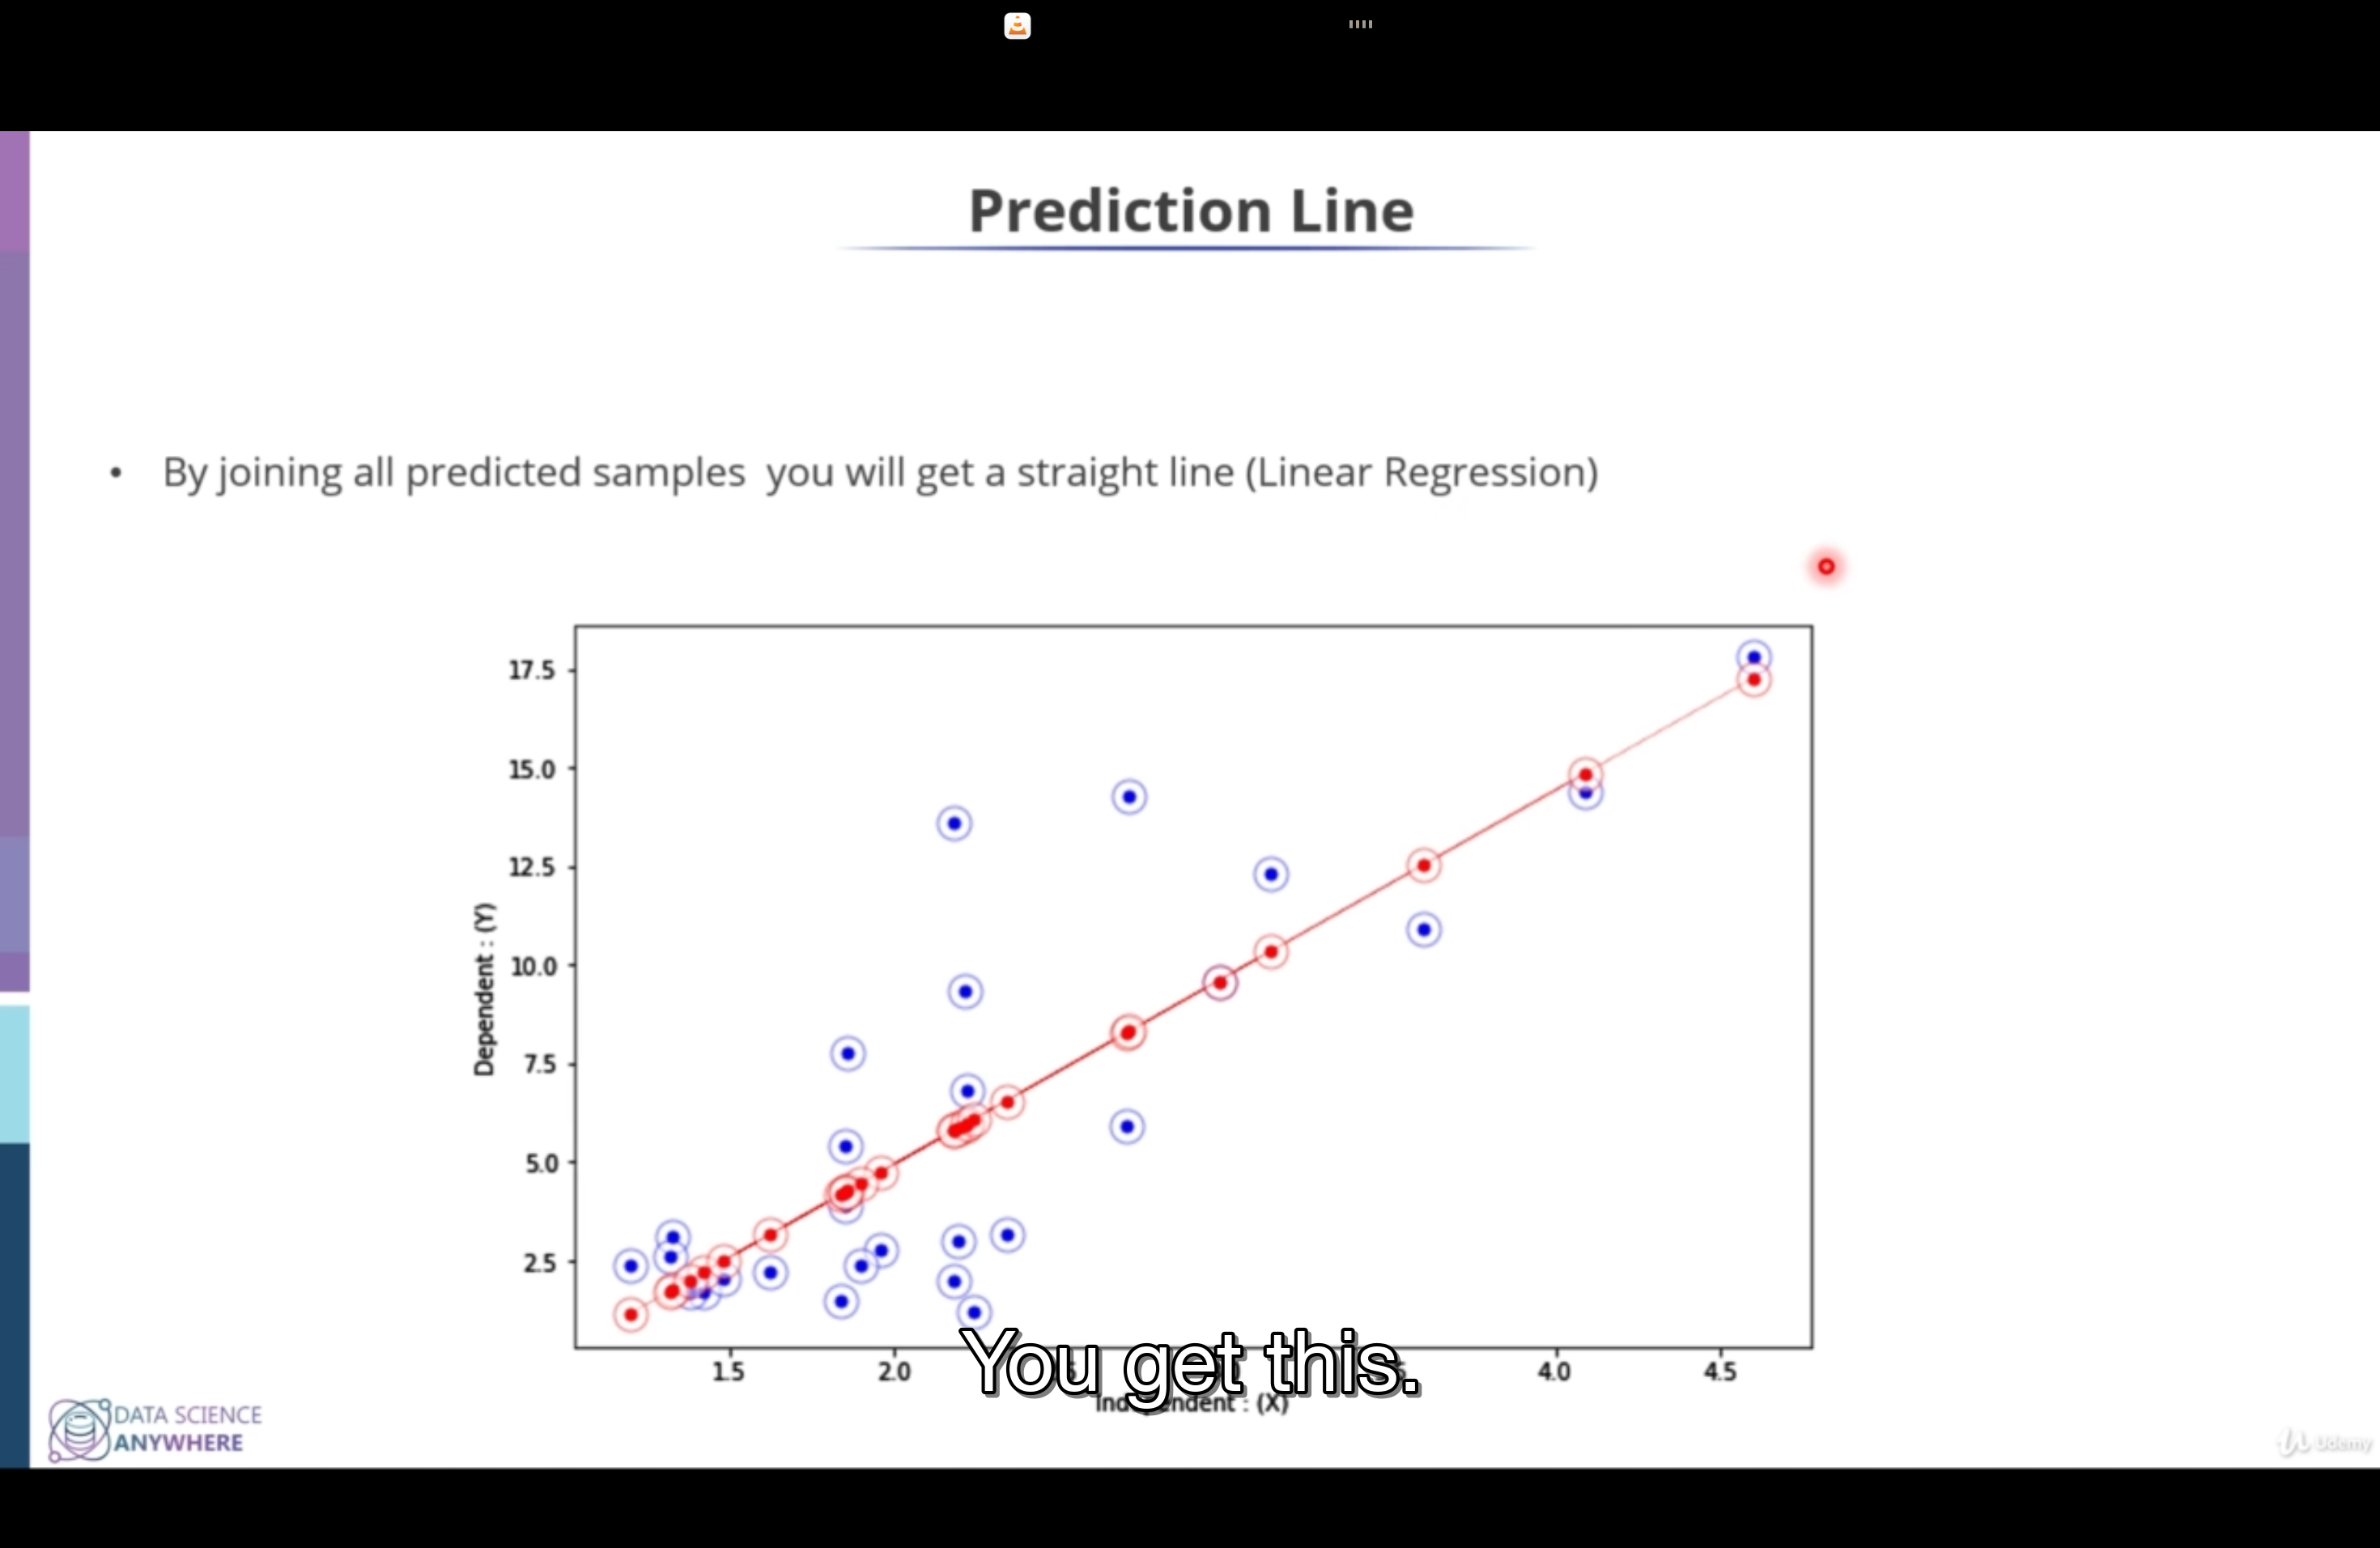 Prediction Line
• By joining all predicted samples you will get a straight line (Linear Regression)
17.5
15.0
12.5
10.0
7.5
5.0
2.5
Dependent : (Y)
1.5
2.0
4.0
4.5
You get this.
: (X)
DATA SCIENCE
ANYWHERE
Udemy